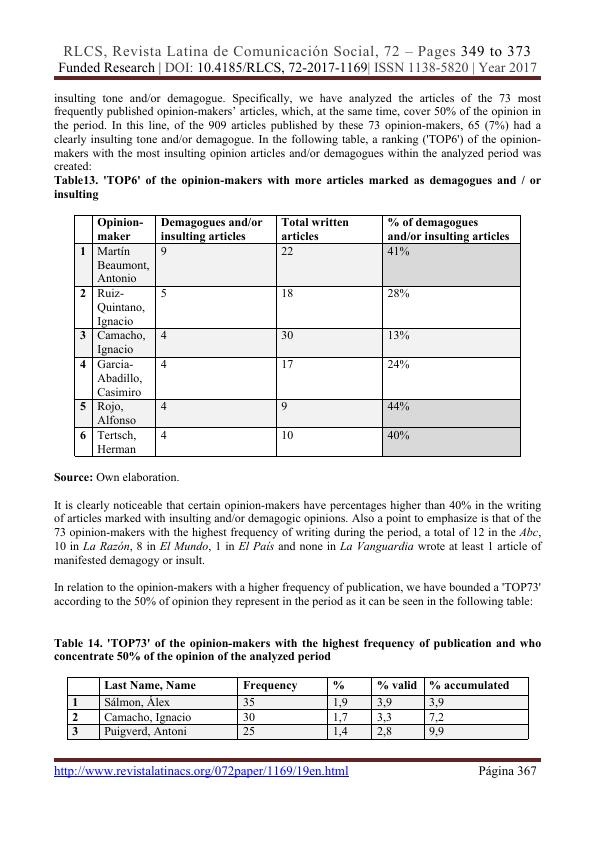 RLCS, Revista Latina de Comunicación Social, 72 – Pages 349 to 373
Funded Research | DOI: 10.4185/RLCS, 72-2017-1169| ISSN 1138-5820 | Year 2017
insulting tone and/or demagogue. Specifically, we have analyzed the articles of the 73 most
frequently published opinion-makers’ articles, which, at the same time, cover 50% of the opinion in
the period. In this line, of the 909 articles published by these 73 opinion-makers, 65 (7%) had a
clearly insulting tone and/or demagogue. In the following table, a ranking ('TOP6') of the opinion-
makers with the most insulting opinion articles and/or demagogues within the analyzed period was
created:
Table13. 'TOP6' of the opinion-makers with more articles marked as demagogues and / or
insulting
Opinion-
maker
Demagogues and/or
insulting articles
Total written
articles
% of demagogues
and/or insulting articles
1 Martín
Beaumont,
Antonio
9 22 41%
2 Ruiz-
Quintano,
Ignacio
5 18 28%
3 Camacho,
Ignacio
4 30 13%
4 García-
Abadillo,
Casimiro
4 17 24%
5 Rojo,
Alfonso
4 9 44%
6 Tertsch,
Herman
4 10 40%
Source: Own elaboration.
It is clearly noticeable that certain opinion-makers have percentages higher than 40% in the writing
of articles marked with insulting and/or demagogic opinions. Also a point to emphasize is that of the
73 opinion-makers with the highest frequency of writing during the period, a total of 12 in the Abc,
10 in La Razón, 8 in El Mundo, 1 in El País and none in La Vanguardia wrote at least 1 article of
manifested demagogy or insult.
In relation to the opinion-makers with a higher frequency of publication, we have bounded a 'TOP73'
according to the 50% of opinion they represent in the period as it can be seen in the following table:
Table 14. 'TOP73' of the opinion-makers with the highest frequency of publication and who
concentrate 50% of the opinion of the analyzed period
Last Name, Name Frequency % % valid % accumulated
1 Sálmon, Álex 35 1,9 3,9 3,9
2 Camacho, Ignacio 30 1,7 3,3 7,2
3 Puigverd, Antoni 25 1,4 2,8 9,9
http://www.revistalatinacs.org/072paper/1169/19en.html Página 367